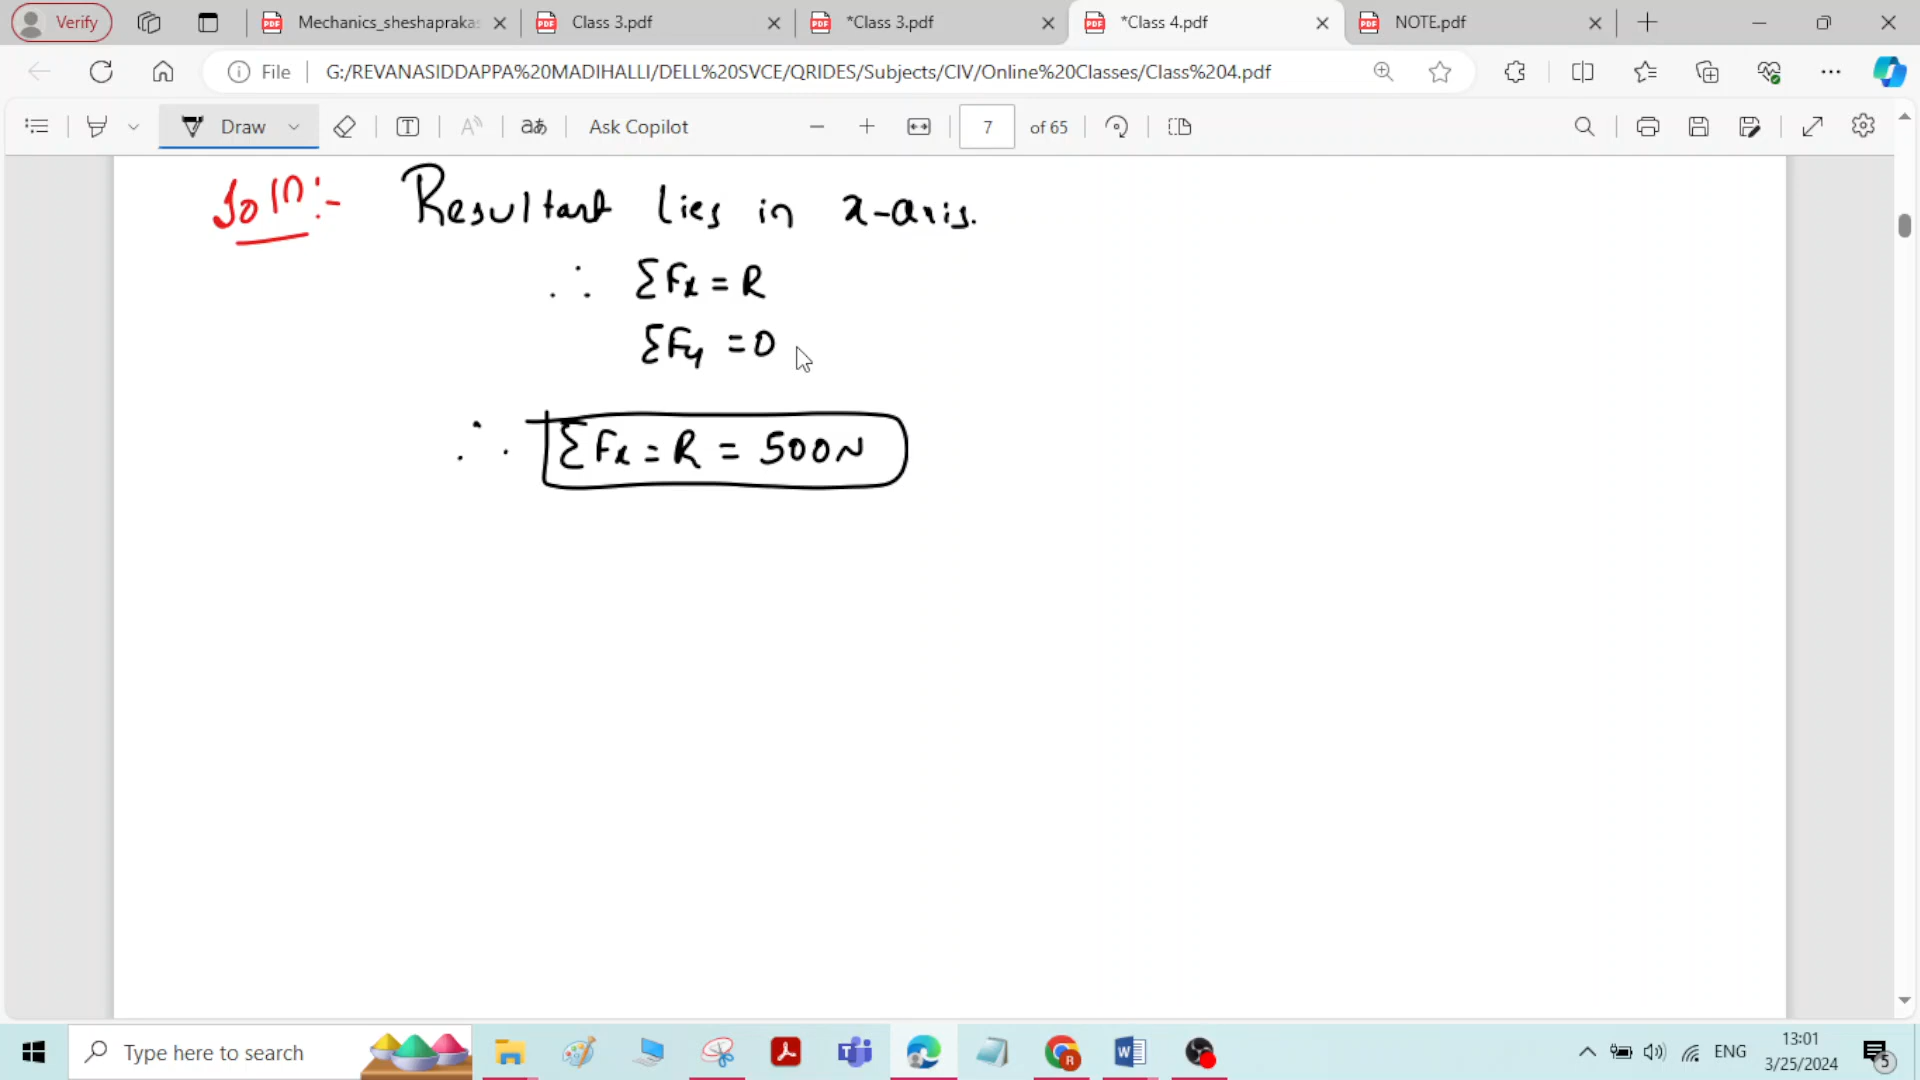 Verify
Mechanics_sheshapraka
Class 3.pdf
*Class 3.pdf
*Class 4.pdf
NOTE.pdf
File
G:/REVANASIDDAPPA%20MADIHALLI/DELL%20SVCE/QRIDES/Subjects/CIV/Online%20Classes/Class%204.pdf
Draw
Ask Copilot
7 of 65
Soln:- Resultant lies in x-axis.
∴ ΣFx = R
ΣFy = 0
∴ ΣFx = R = 500N
Type here to search
ENG
13:01
3/25/2024
5